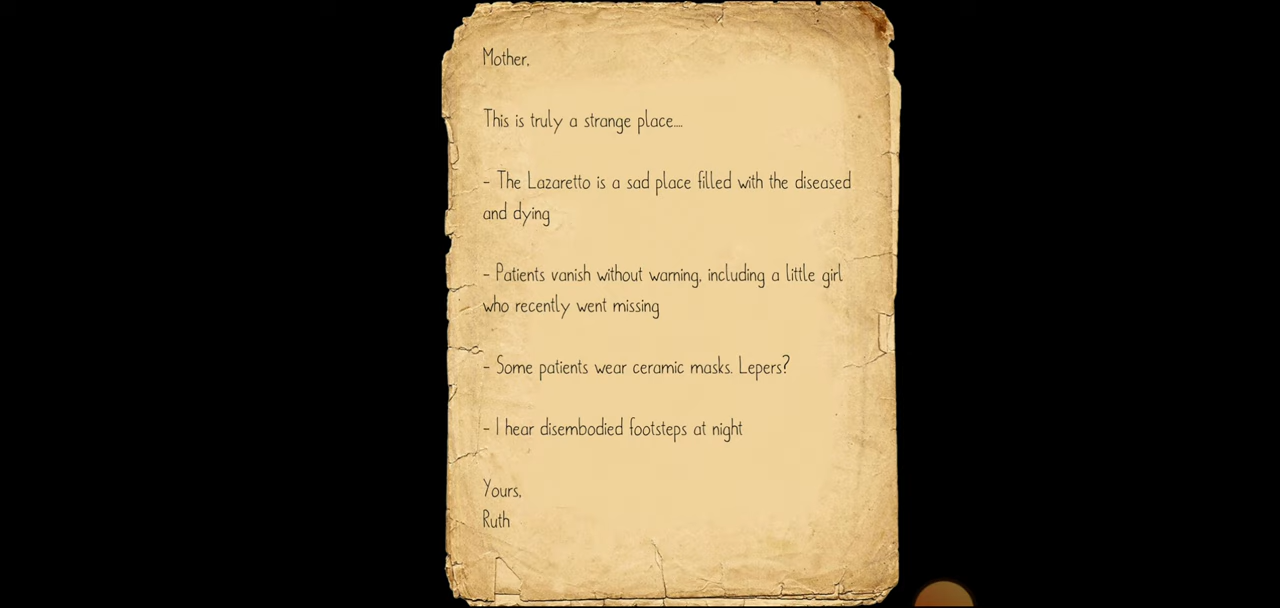 Mother,
This is truly a strange place....
- The Lazaretto is a sad place filled with the diseased
and dying
- Patients vanish without warning, including a little girl
who recently went missing
- Some patients wear ceramic masks. Lepers?
- I hear disembodied footsteps at night
Yours,
Ruth